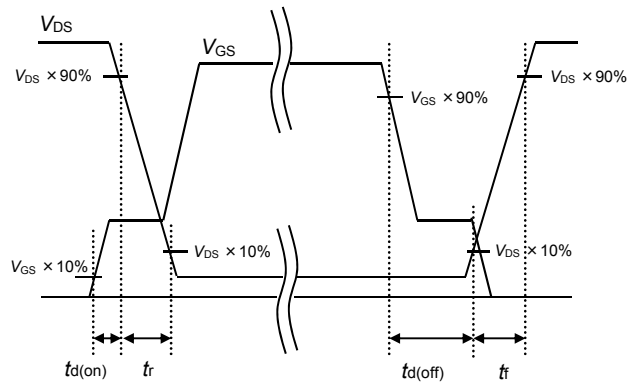 VDS
VGS
VDS × 90%
VDS × 90%
VGS × 90%
VDS × 10%
VDS × 10%
VGS × 10%
td(on)
tr
td(off)
tf